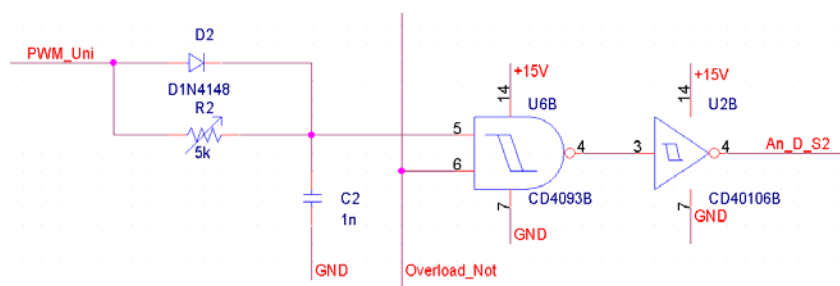 D2
PWM_Uni
D1N4148
R2
5k
C2
1n
GND
Overload_Not
+15V
14
U6B
5
6
4
CD4093B
7
GND
+15V
14
U2B
3
4
An_D_S2
CD40106B
7
GND